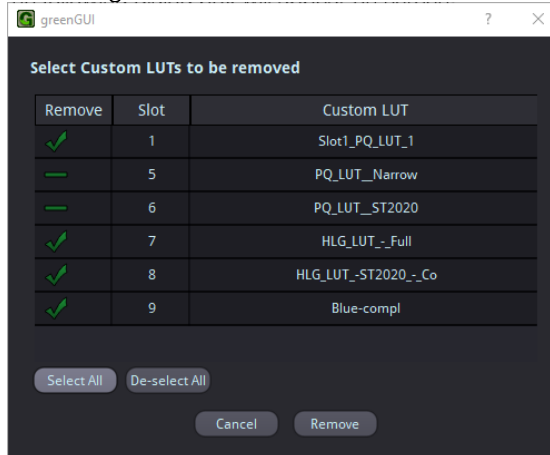 greenGUI
Select Custom LUTs to be removed
Remove Slot Custom LUT
1 Slot1_PQ_LUT_1
5 PQ_LUT__Narrow
6 PQ_LUT__ST2020
7 HLG_LUT_-_Full
8 HLG_LUT_-ST2020_-_Co
9 Blue-compl
Select All De-select All
Cancel Remove